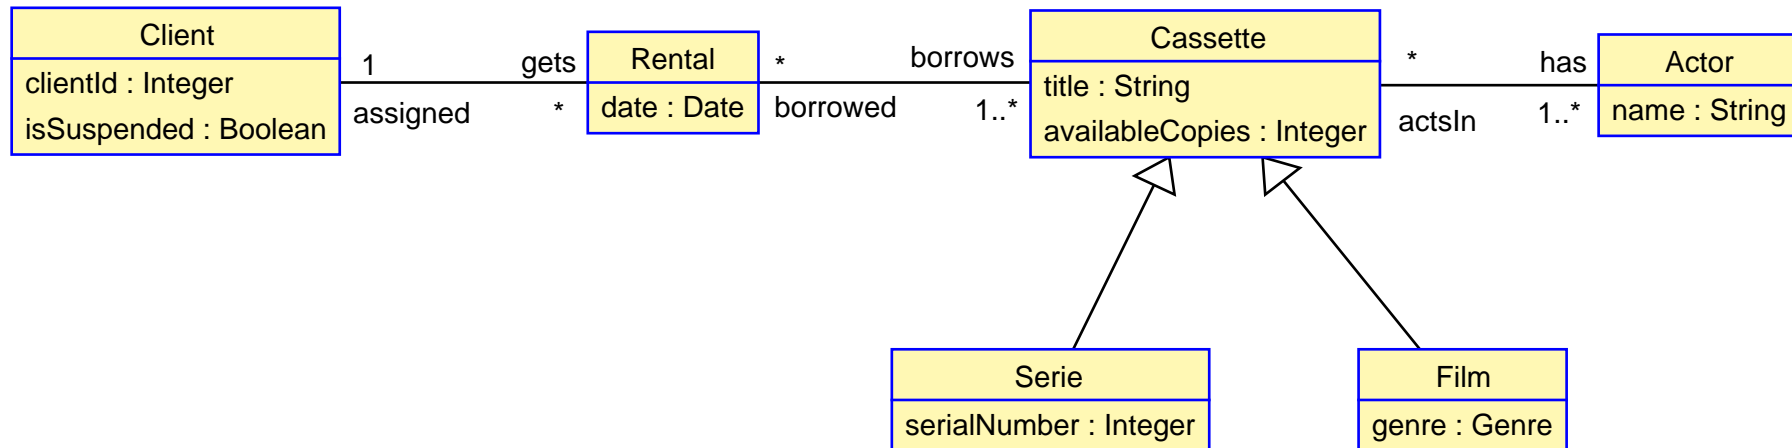 Client
clientId : Integer
isSuspended : Boolean
1
assigned
gets
*
Rental
date : Date
*
borrowed
borrows
1..*
Cassette
title : String
availableCopies : Integer
*
actsIn
has
1..*
Actor
name : String
Serie
serialNumber : Integer
Film
genre : Genre